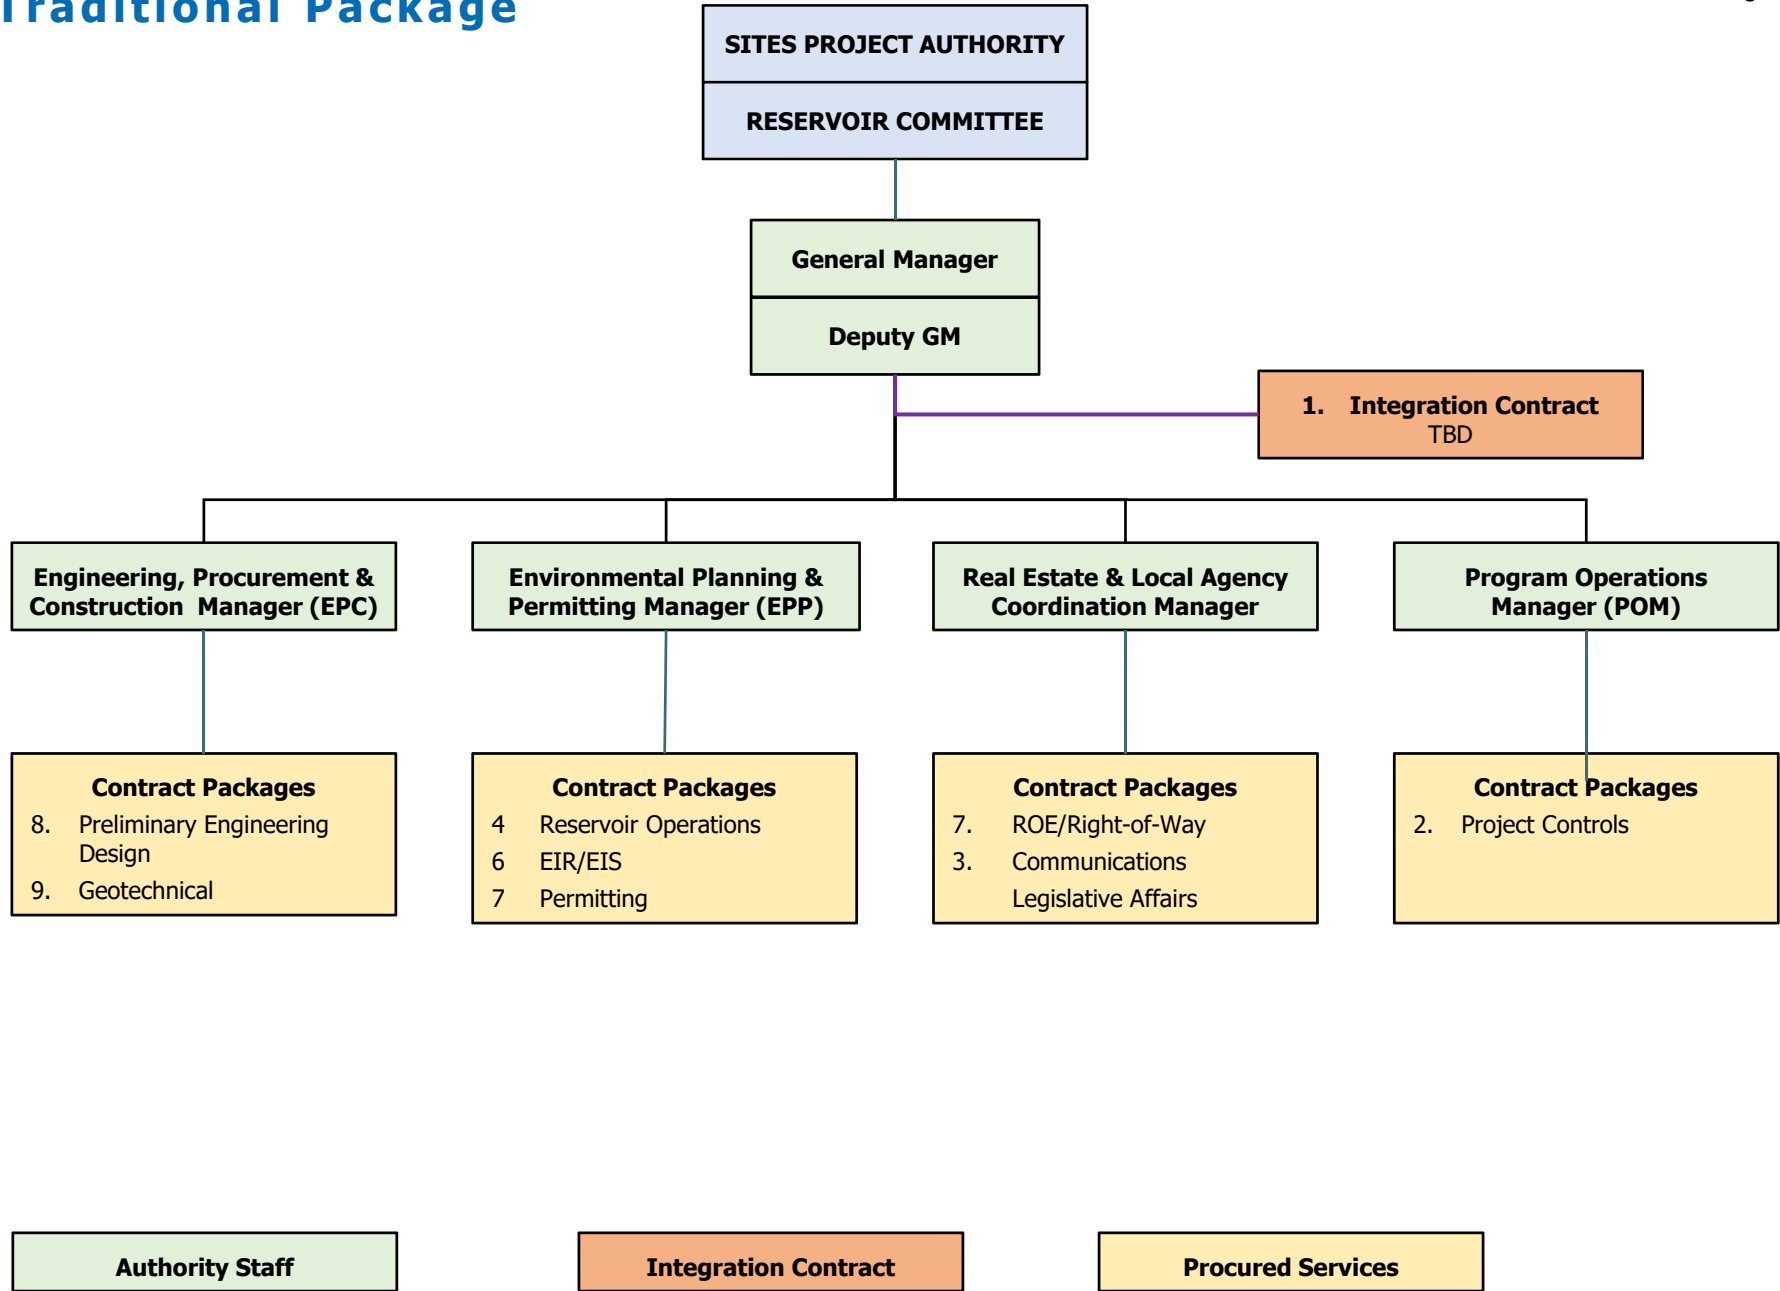 Traditional Package
SITES PROJECT AUTHORITY
RESERVOIR COMMITTEE
General Manager
Deputy GM
1. Integration Contract
TBD
Engineering, Procurement &
Construction Manager (EPC)
Environmental Planning &
Permitting Manager (EPP)
Real Estate & Local Agency
Coordination Manager
Program Operations
Manager (POM)
Contract Packages
8. Preliminary Engineering
Design
9. Geotechnical
Contract Packages
4 Reservoir Operations
6 EIR/EIS
7 Permitting
Contract Packages
7. ROE/Right-of-Way
3. Communications
Legislative Affairs
Contract Packages
2. Project Controls
Authority Staff
Integration Contract
Procured Services